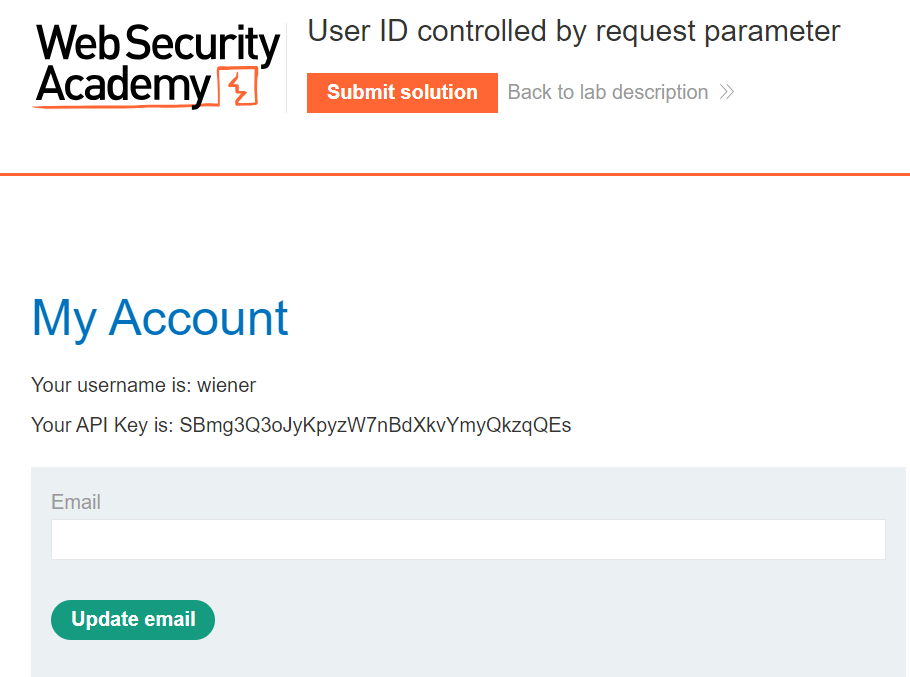 Web Security
Academy
User ID controlled by request parameter
Submit solution
Back to lab description
My Account
Your username is: wiener
Your API Key is: SBmg3Q3oJyKpyzW7nBdXkvYmyQkzqQEs
Email
Update email